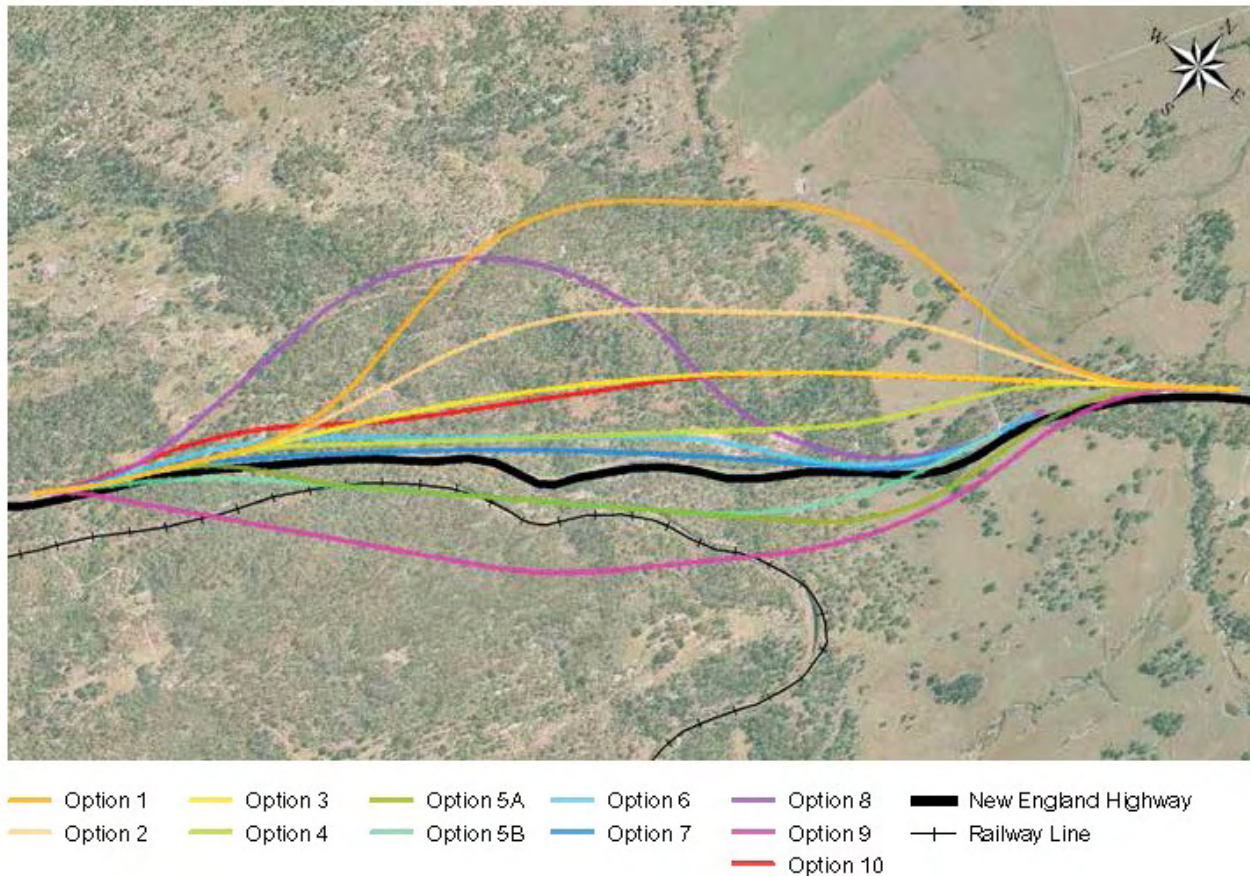 W N
S E
Option 1 Option 3 Option 5A Option 6 Option 8 New England Highway
Option 2 Option 4 Option 5B Option 7 Option 9 Railway Line
Option 10